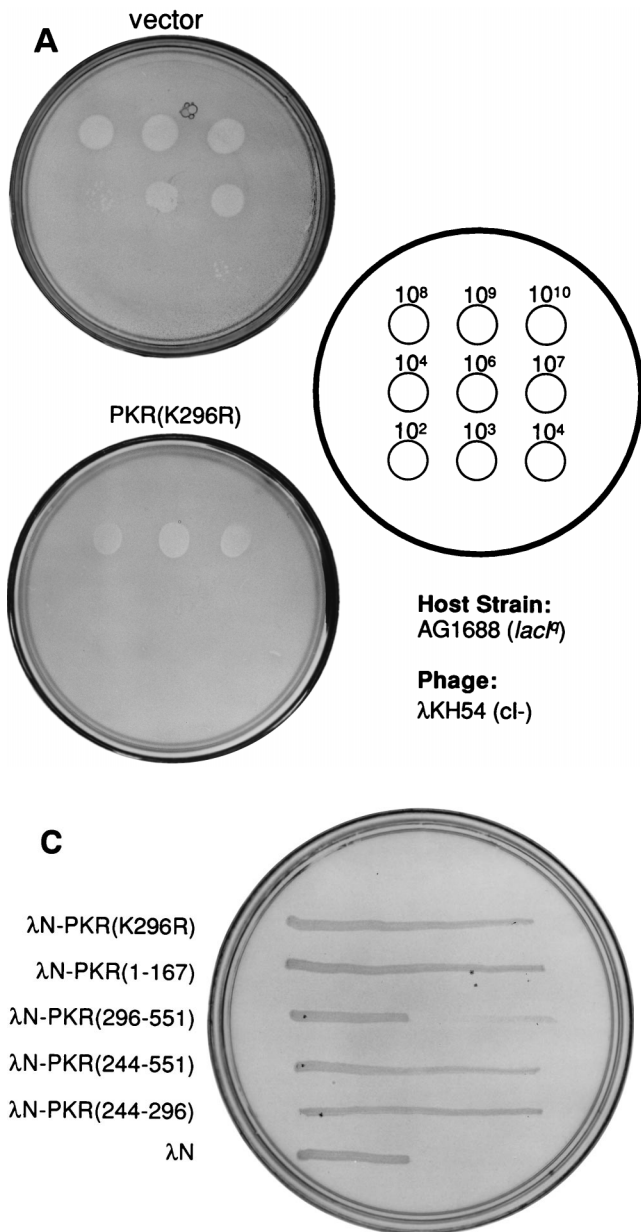 A
vector
10⁸ 10⁹ 10¹⁰
10⁴ 10⁶ 10⁷
10² 10³ 10⁴
PKR(K296R)
Host Strain:
AG1688 (lacIq)
Phage:
λKH54 (cI-)
C
λN-PKR(K296R)
λN-PKR(1-167)
λN-PKR(296-551)
λN-PKR(244-551)
λN-PKR(244-296)
λN